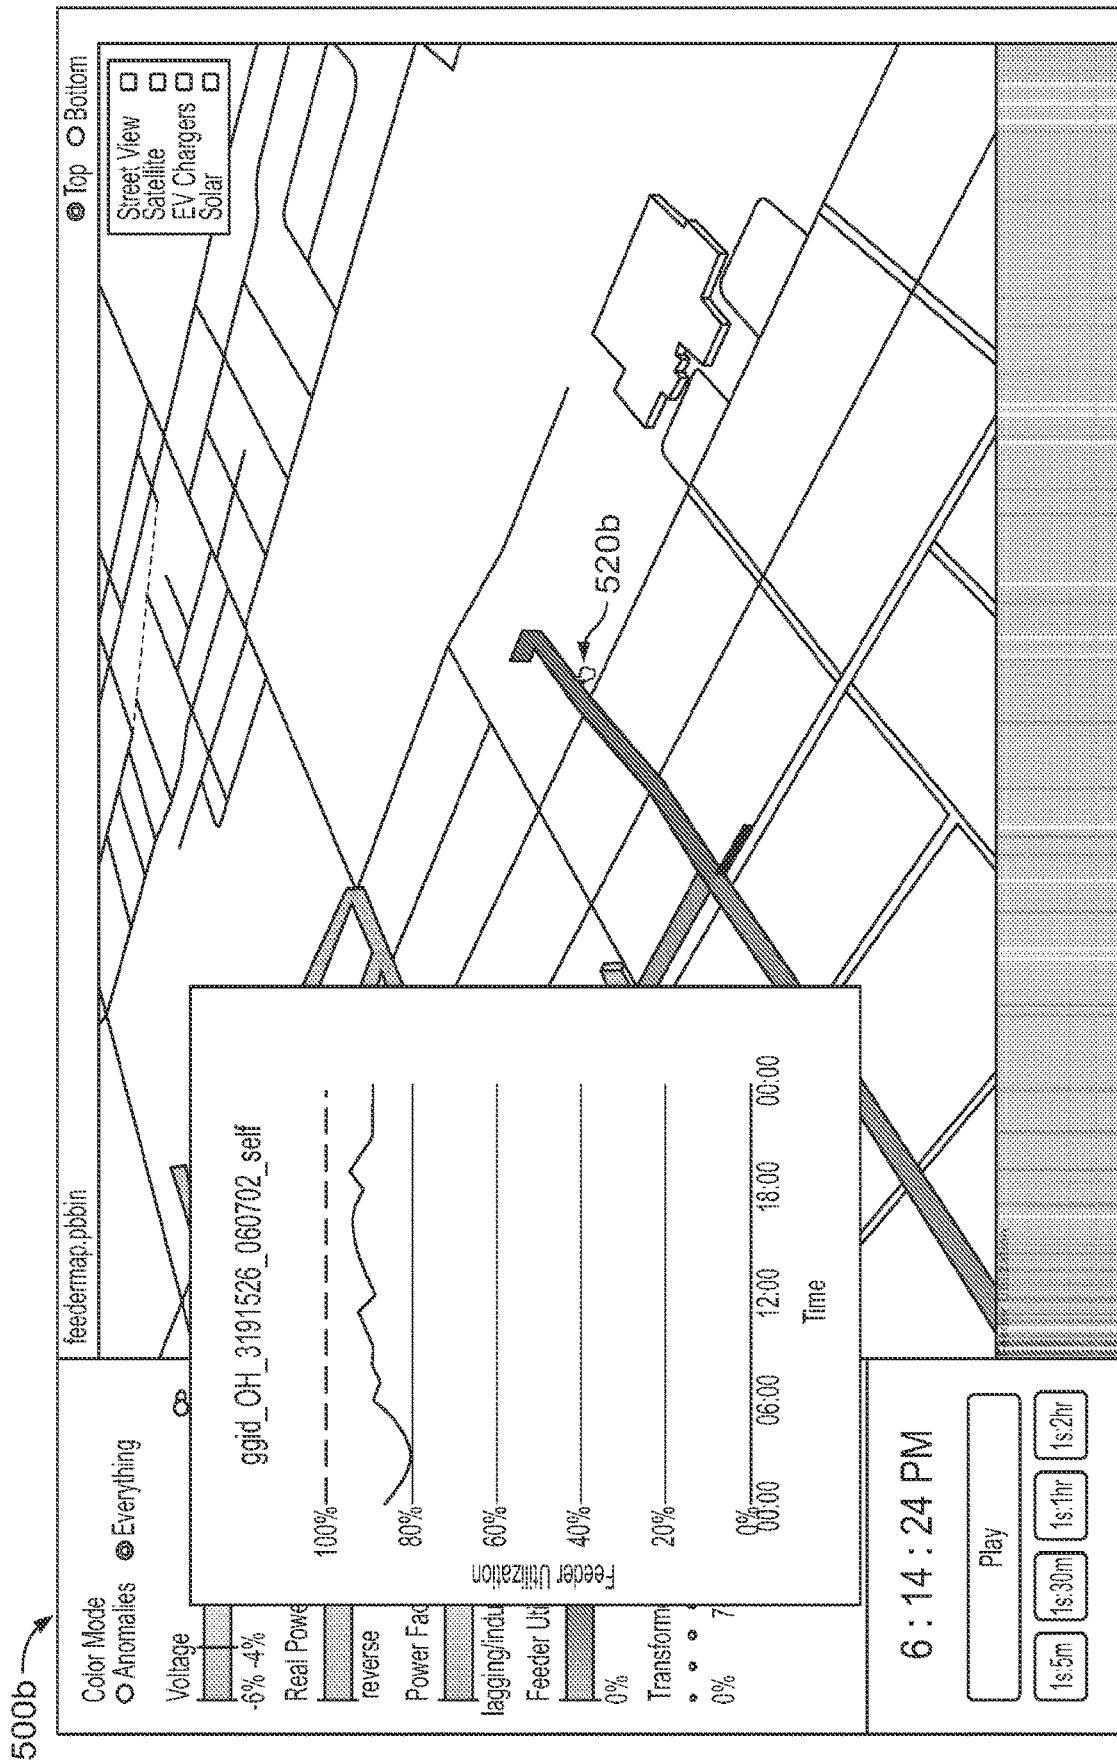 500b
Color Mode
Anomalies
Everything
8
Voltage
-6% -4%
Real Powe
reverse
Power Fac
lagging/indu
Feeder Uti
0%
Transform
0%
7
feedermap.pbbin
Top
Bottom
Street View
Satellite
EV Chargers
Solar
ggid_OH_3191526_060702_self
Feeder Utilization
100%
80%
60%
40%
20%
0%
00:00
06:00
12:00
18:00
00:00
Time
520b
6 : 14 : 24 PM
Play
1s:5m
1s:30m
1s:1hr
1s:2hr